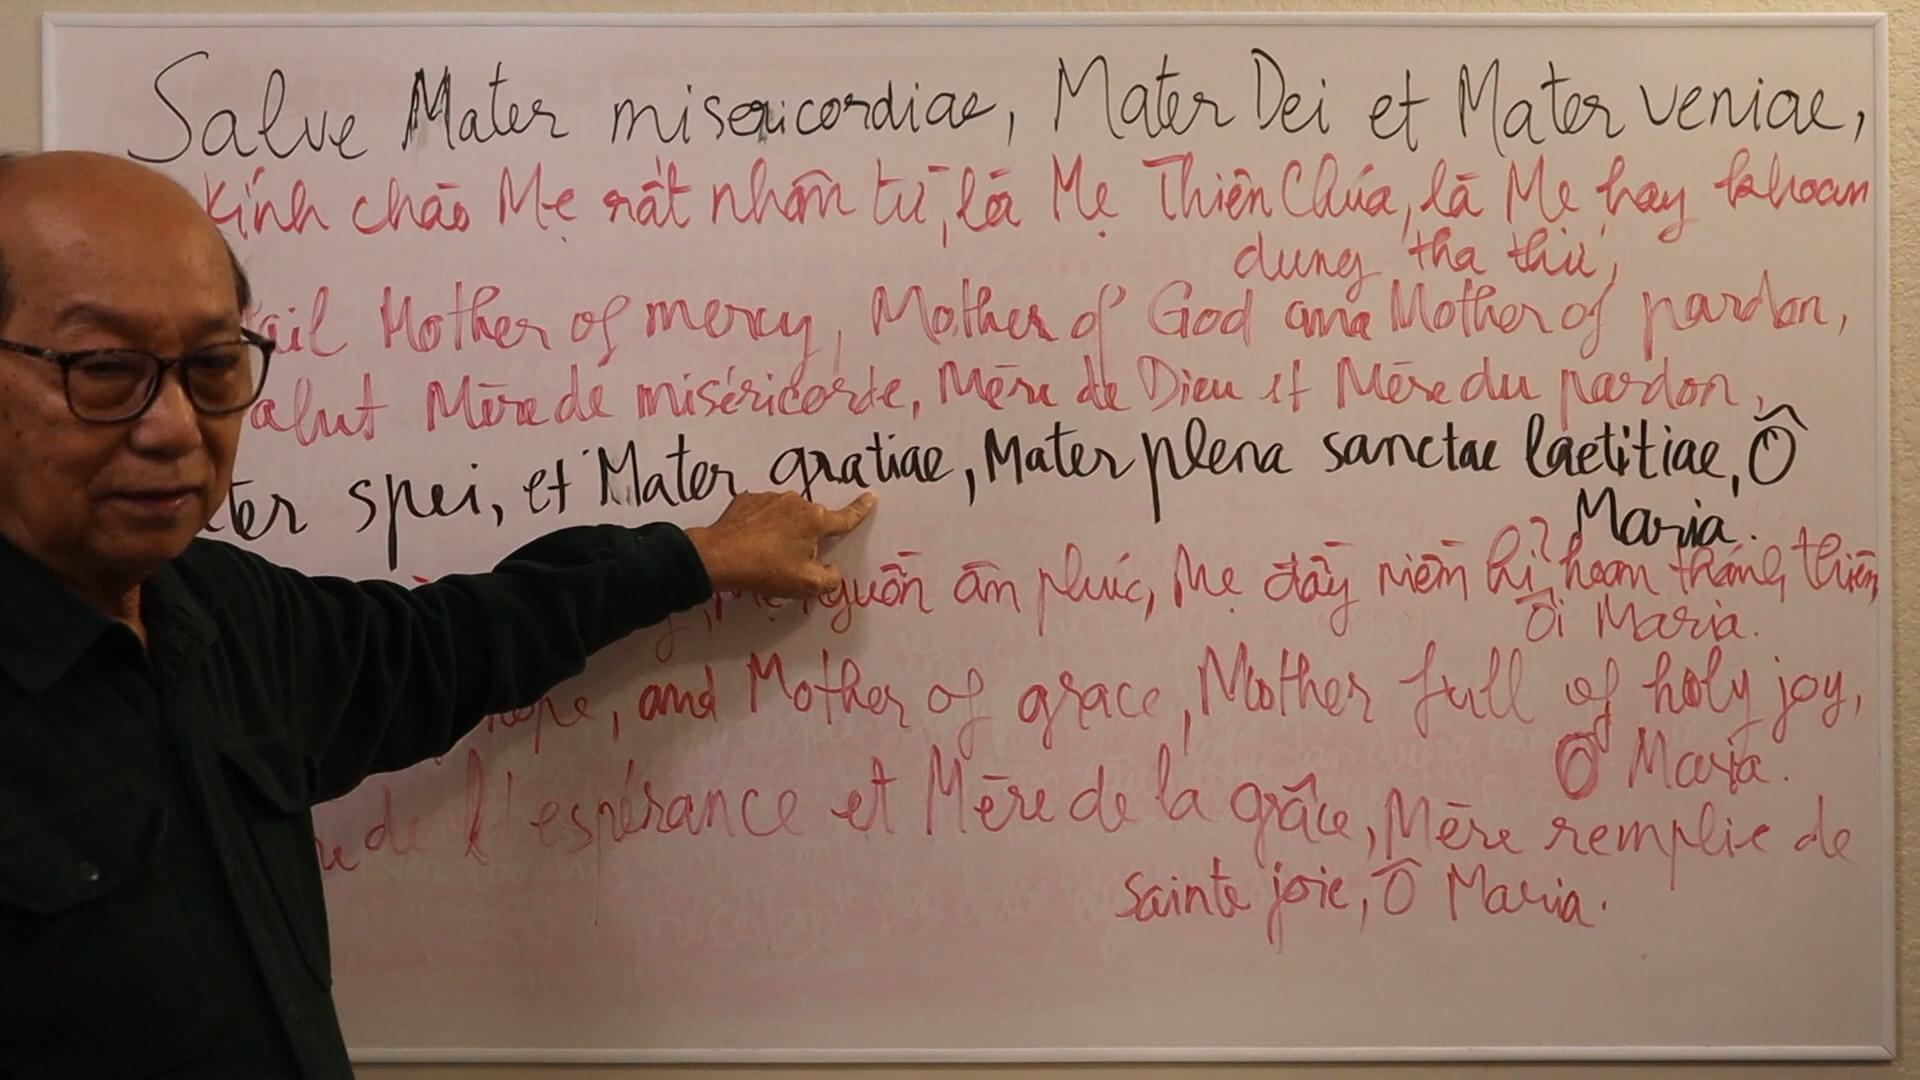 Salve Mater misericordiae, Mater Dei et Mater veniae,
Kính chào Mẹ rất nhân từ, là Mẹ Thiên Chúa, là Mẹ hay khoan
dung tha thứ,
ail Mother of mercy, Mother of God and Mother of pardon,
alut Mère de miséricorde, Mère de Dieu et Mère du pardon,
ter spei, et Mater gratiae, Mater plena sanctae laetitiae, Ô
Maria.
nguồn ân phúc, Mẹ đầy niềm hỉ hoan thánh thiện,
Ôi Maria.
hope, and Mother of grace, Mother full of holy joy,
O Maria.
re de l'espérance et Mère de la grâce, Mère remplie de
sainte joie, Ô Maria.